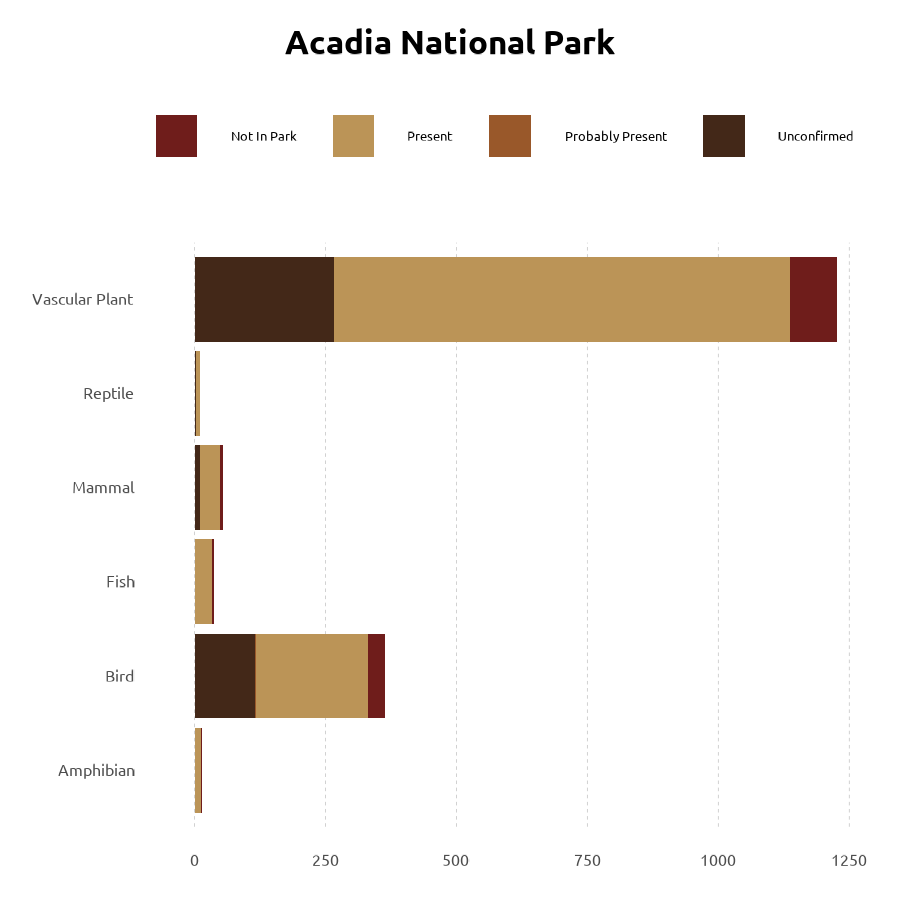 Acadia National Park
Not In Park Present Probably Present Unconfirmed
Vascular Plant
Reptile
Mammal
Fish
Bird
Amphibian
0 250 500 750 1000 1250